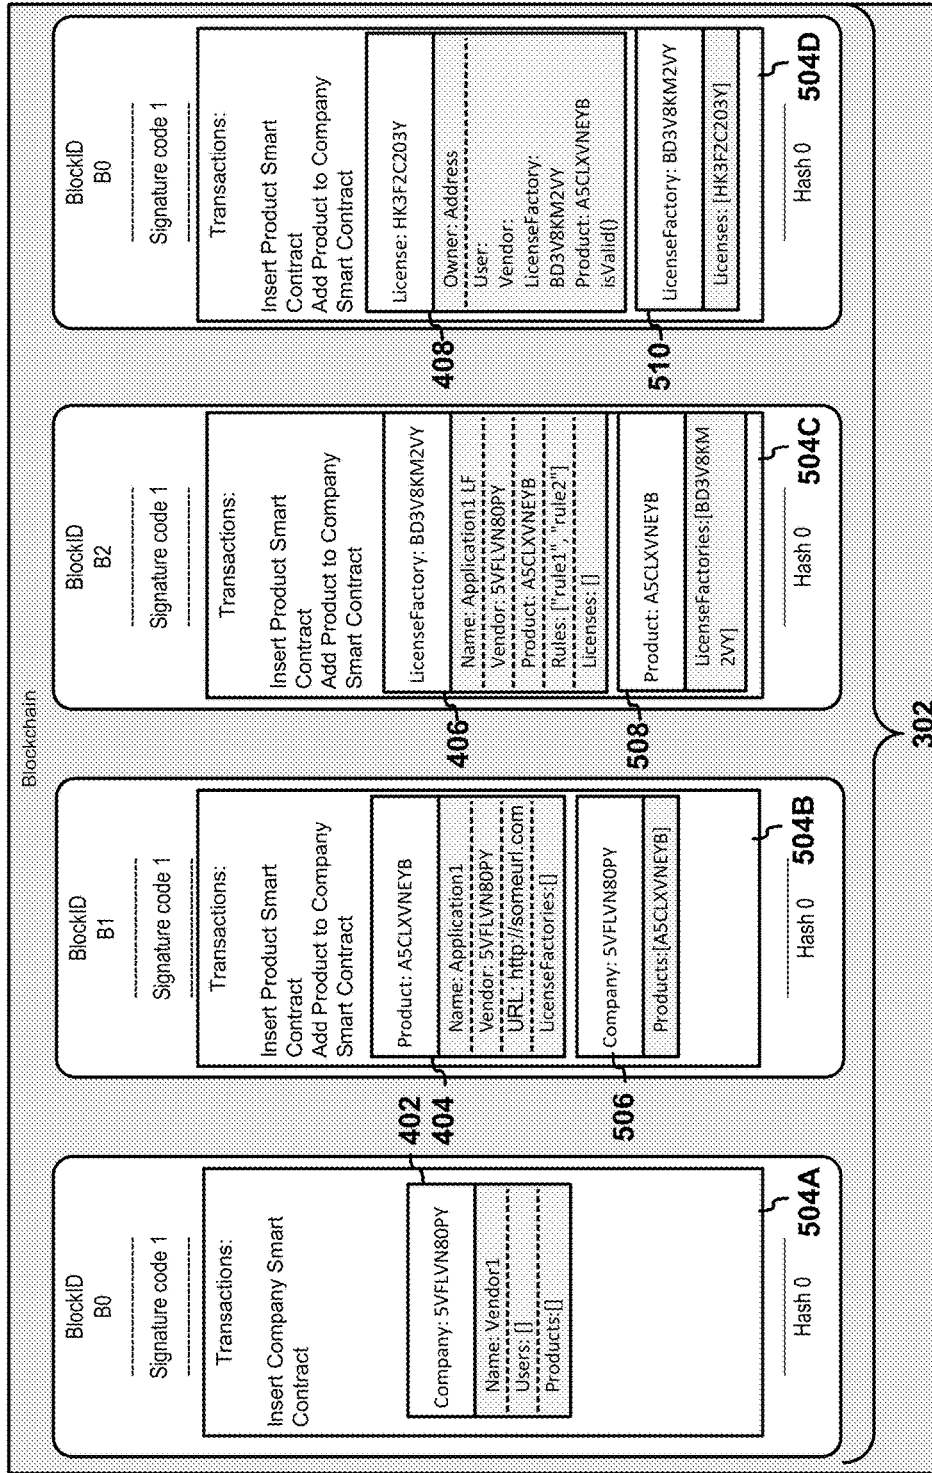 Blockchain
BlockID
B0
Signature code 1
Transactions:
Insert Company Smart
Contract
402
Company: 5VFLVN80PY
Name: Vendor1
Users: []
Products:[]
504A
Hash 0
BlockID
B1
Signature code 1
Transactions:
Insert Product Smart
Contract
Add Product to Company
Smart Contract
404
Product: A5CLXVNEYB
Name: Application1
Vendor: 5VFLVN80PY
URL: http://someurl.com
LicenseFactories:[]
506
Company: 5VFLVN80PY
Products:[A5CLXVNEYB]
504B
Hash 0
BlockID
B2
Signature code 1
Transactions:
Insert Product Smart
Contract
Add Product to Company
Smart Contract
406
LicenseFactory: BD3V8KM2VY
Name: Application1 LF
Vendor: 5VFLVN80PY
Product: A5CLXVNEYB
Rules: ["rule1", "rule2"]
Licenses: []
508
Product: A5CLXVNEYB
LicenseFactories:[BD3V8KM
2VY]
504C
Hash 0
BlockID
B0
Signature code 1
Transactions:
Insert Product Smart
Contract
Add Product to Company
Smart Contract
408
License: HK3F2C203Y
Owner: Address
User:
Vendor:
LicenseFactory:
BD3V8KM2VY
Product: A5CLXVNEYB
isValid()
510
LicenseFactory: BD3V8KM2VY
Licenses: [HK3F2C203Y]
504D
Hash 0
302